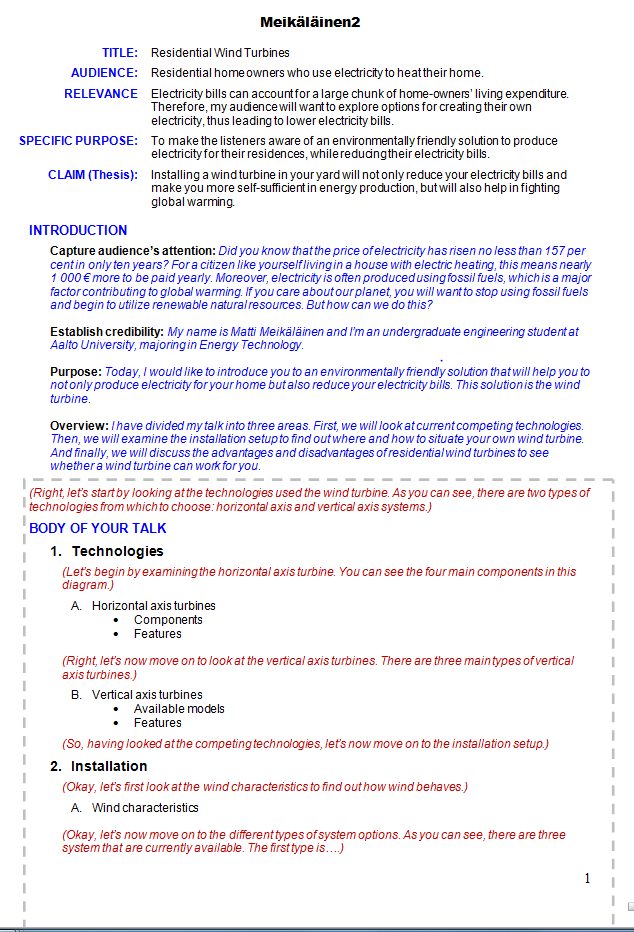 Meikäläinen2
TITLE: Residential Wind Turbines
AUDIENCE: Residential home owners who use electricity to heat their home.
RELEVANCE Electricity bills can account for a large chunk of home-owners' living expenditure.
Therefore, my audience will want to explore options for creating their own
electricity, thus leading to lower electricity bills.
SPECIFIC PURPOSE: To make the listeners aware of an environmentally friendly solution to produce
electricity for their residences, while reducing their electricity bills.
CLAIM (Thesis): Installing a wind turbine in your yard will not only reduce your electricity bills and
make you more self-sufficient in energy production, but will also help in fighting
global warming.
INTRODUCTION
Capture audience's attention: Did you know that the price of electricity has risen no less than 157 per
cent in only ten years? For a citizen like yourself living in a house with electric heating, this means nearly
1 000 € more to be paid yearly. Moreover, electricity is often produced using fossil fuels, which is a major
factor contributing to global warming. If you care about our planet, you will want to stop using fossil fuels
and begin to utilize renewable natural resources. But how can we do this?
Establish credibility: My name is Matti Meikäläinen and I'm an undergraduate engineering student at
Aalto University, majoring in Energy Technology.
Purpose: Today, I would like to introduce you to an environmentally friendly solution that will help you to
not only produce electricity for your home but also reduce your electricity bills. This solution is the wind
turbine.
Overview: I have divided my talk into three areas. First, we will look at current competing technologies.
Then, we will examine the installation setup to find out where and how to situate your own wind turbine.
And finally, we will discuss the advantages and disadvantages of residential wind turbines to see
whether a wind turbine can work for you.
(Right, let's start by looking at the technologies used the wind turbine. As you can see, there are two types of
technologies from which to choose: horizontal axis and vertical axis systems.)
BODY OF YOUR TALK
1. Technologies
(Let's begin by examining the horizontal axis turbine. You can see the four main components in this
diagram.)
A. Horizontal axis turbines
• Components
• Features
(Right, let's now move on to look at the vertical axis turbines. There are three main types of vertical
axis turbines.)
B. Vertical axis turbines
• Available models
• Features
(So, having looked at the competing technologies, let's now move on to the installation setup.)
2. Installation
(Okay, let's first look at the wind characteristics to find out how wind behaves.)
A. Wind characteristics
(Okay, let's now move on to the different types of system options. As you can see, there are three
system that are currently available. The first type is….)
1